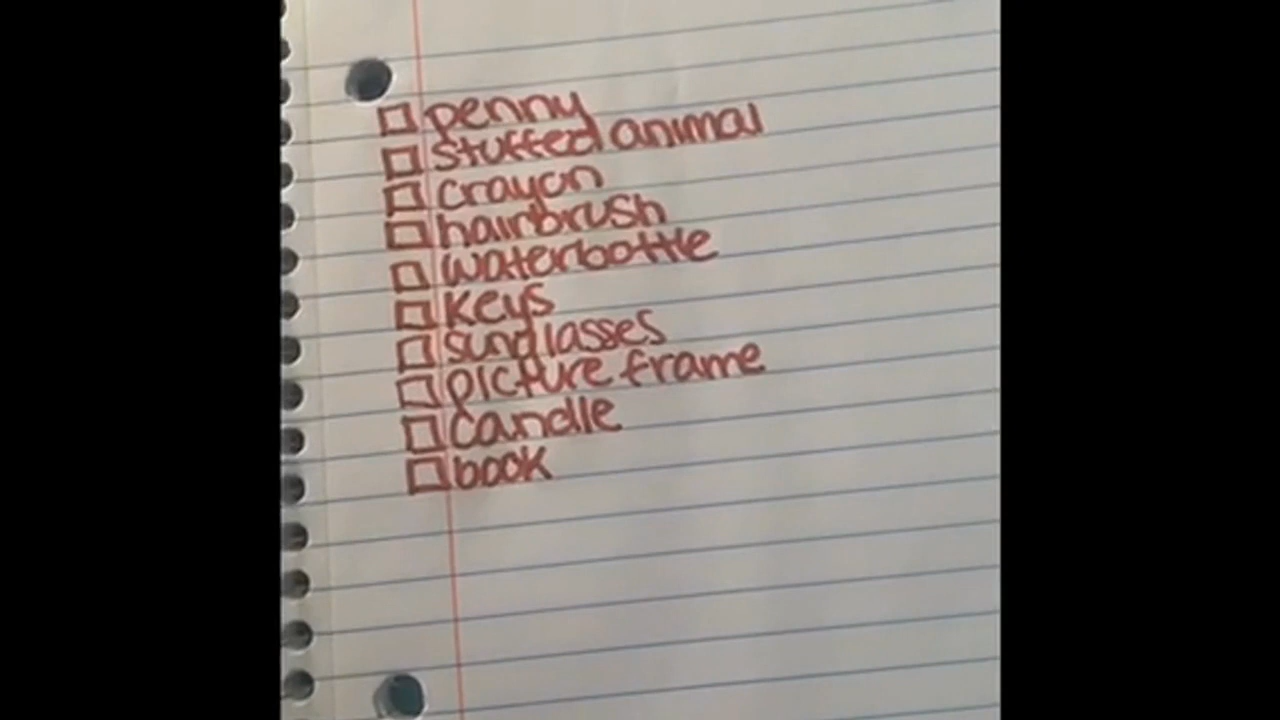 penny
stuffed animal
crayon
hairbrush
waterbottle
keys
sunglasses
picture frame
candle
book